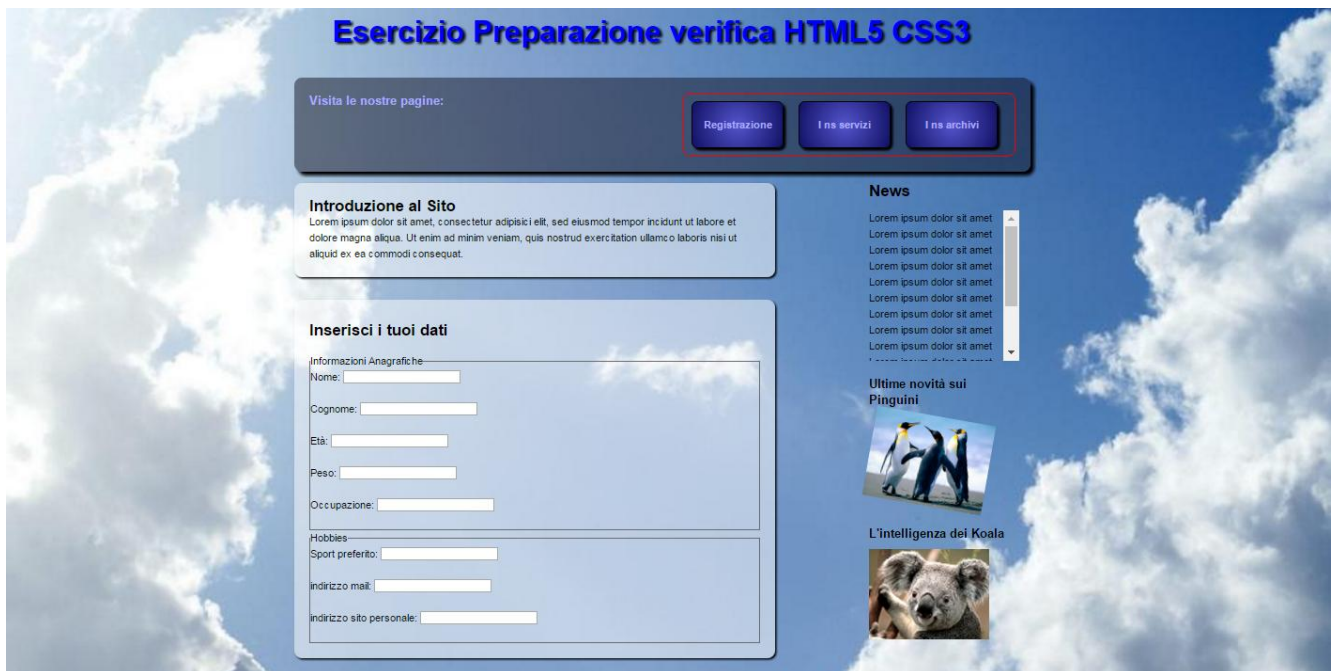 Esercizio Preparazione verifica HTML5 CSS3
Visita le nostre pagine:
Registrazione
I ns servizi
I ns archivi
Introduzione al Sito
Lorem ipsum dolor sit amet, consectetur adipisici elit, sed eiusmod tempor incidunt ut labore et
dolore magna aliqua. Ut enim ad minim veniam, quis nostrud exercitation ullamco laboris nisi ut
aliquid ex ea commodi consequat.
Inserisci i tuoi dati
Informazioni Anagrafiche
Nome:
Cognome:
Età:
Peso:
Occupazione:
Hobbies
Sport preferito:
indirizzo mail:
indirizzo sito personale:
News
Lorem ipsum dolor sit amet
Lorem ipsum dolor sit amet
Lorem ipsum dolor sit amet
Lorem ipsum dolor sit amet
Lorem ipsum dolor sit amet
Lorem ipsum dolor sit amet
Lorem ipsum dolor sit amet
Lorem ipsum dolor sit amet
Lorem ipsum dolor sit amet
Lorem ipsum dolor sit amet
Ultime novità sui
Pinguini
L'intelligenza dei Koala